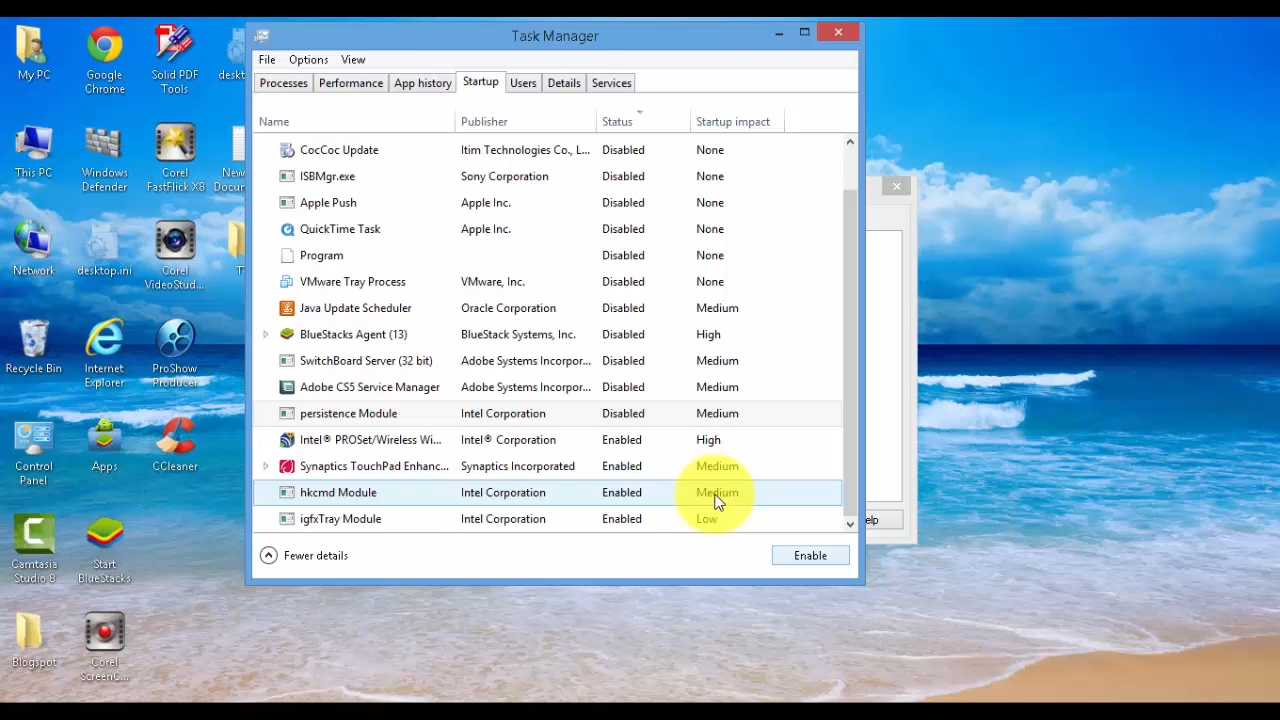 Task Manager
File Options View
Processes Performance App history Startup Users Details Services
Name Publisher Status Startup impact
CocCoc Update Itim Technologies Co., L... Disabled None
ISBMgr.exe Sony Corporation Disabled None
Apple Push Apple Inc. Disabled None
QuickTime Task Apple Inc. Disabled None
Program Disabled None
VMware Tray Process VMware, Inc. Disabled None
Java Update Scheduler Oracle Corporation Disabled Medium
BlueStacks Agent (13) BlueStack Systems, Inc. Disabled High
SwitchBoard Server (32 bit) Adobe Systems Incorpor... Disabled Medium
Adobe CS5 Service Manager Adobe Systems Incorpor... Disabled Medium
persistence Module Intel Corporation Disabled Medium
Intel® PROSet/Wireless Wi... Intel® Corporation Enabled High
Synaptics TouchPad Enhanc... Synaptics Incorporated Enabled Medium
hkcmd Module Intel Corporation Enabled Medium
igfxTray Module Intel Corporation Enabled Low
Fewer details Enable
elp
My PC
Google
Chrome
Solid PDF
Tools
deskt
This PC
Windows
Defender
Corel
FastFlick X8
New
Docum
Network
desktop.ini
Corel
VideoStud...
T
Recycle Bin
Internet
Explorer
ProShow
Producer
Control
Panel
Apps
CCleaner
Camtasia
Studio 8
Start
BlueStacks
Blogspot
Corel
ScreenC...